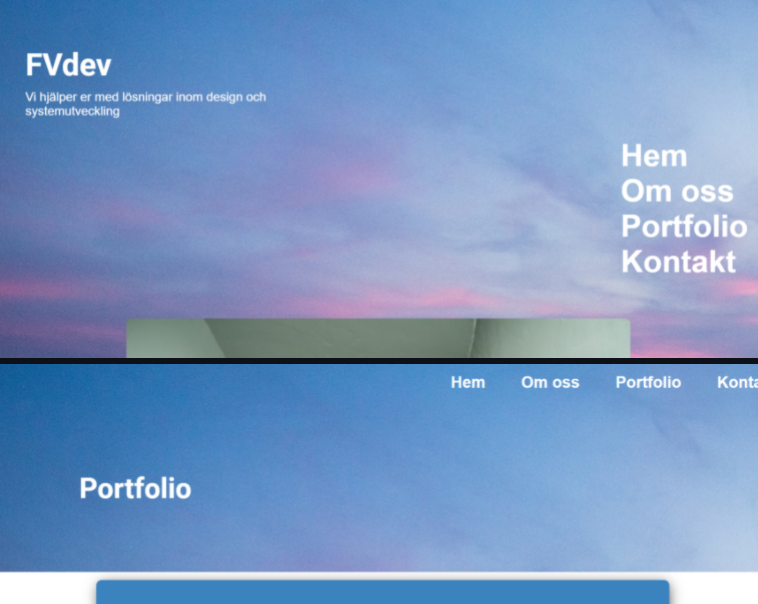 FVdev
Vi hjälper er med lösningar inom design och
systemutveckling
Hem
Om oss
Portfolio
Kontakt
Hem Om oss Portfolio Konta
Portfolio